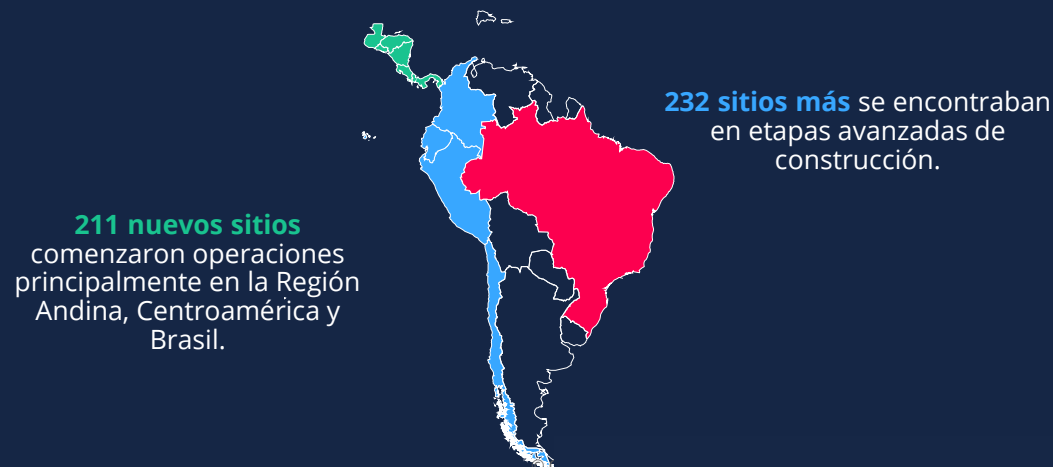 232 sitios más se encontraban
en etapas avanzadas de
construcción.
211 nuevos sitios
comenzaron operaciones
principalmente en la Región
Andina, Centroamérica y
Brasil.